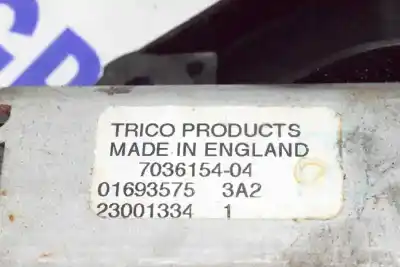 TRICO PRODUCTS
MADE IN ENGLAND
7036154-04
01693575 3A2
23001334 1